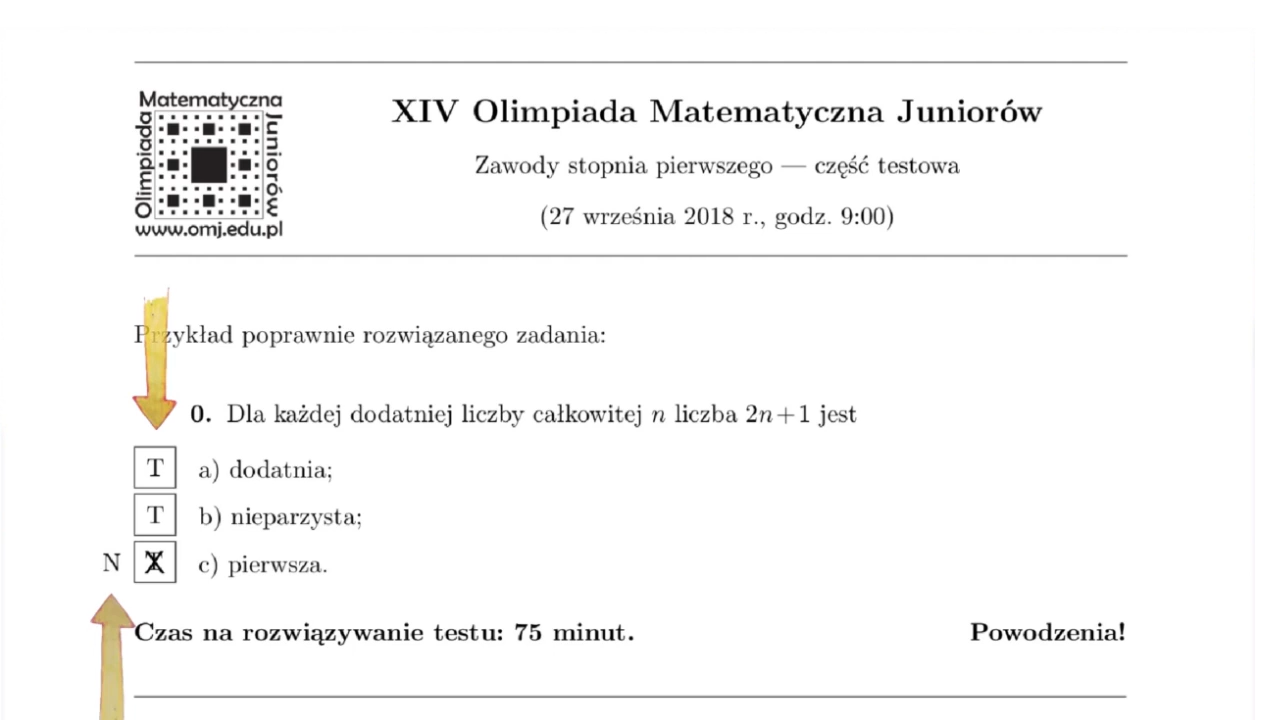 Matematyczna
Olimpiada
Juniorów
www.omj.edu.pl
XIV Olimpiada Matematyczna Juniorów
Zawody stopnia pierwszego — część testowa
(27 września 2018 r., godz. 9:00)
Przykład poprawnie rozwiązanego zadania:
0. Dla każdej dodatniej liczby całkowitej n liczba 2n+1 jest
T a) dodatnia;
T b) nieparzysta;
N c) pierwsza.
Czas na rozwiązywanie testu: 75 minut. Powodzenia!